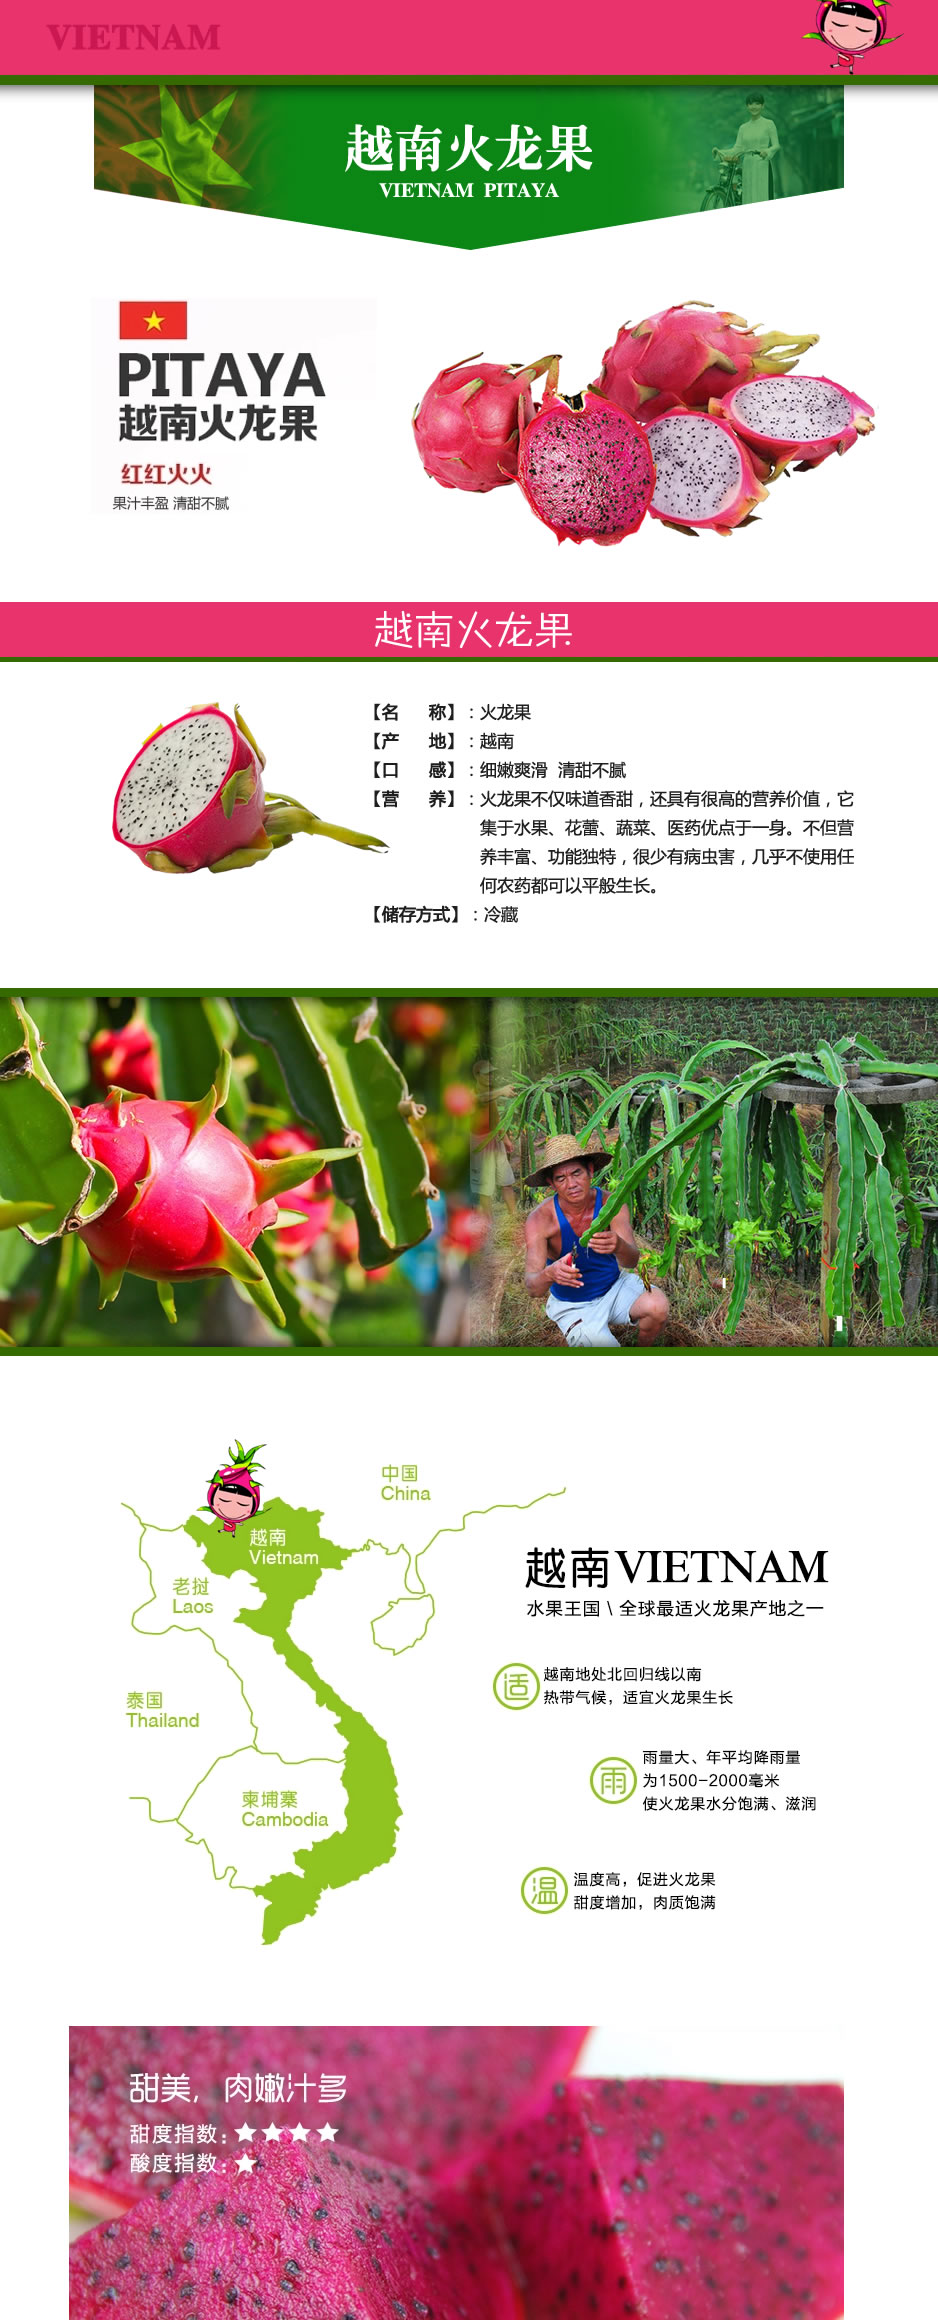 VIETNAM
越南火龙果
VIETNAM PITAYA
PITAYA
越南火龙果
红红火火
果汁丰盈 清甜不腻
越南火龙果
【名 称】：火龙果
【产 地】：越南
【口 感】：细嫩爽滑 清甜不腻
【营 养】：火龙果不仅味道香甜，还具有很高的营养价值，它
集于水果、花蕾、蔬菜、医药优点于一身。不但营
养丰富、功能独特，很少有病虫害，几乎不使用任
何农药都可以平般生长。
【储存方式】：冷藏
中国
China
越南
Vietnam
老挝
Laos
泰国
Thailand
柬埔寨
Cambodia
越南VIETNAM
水果王国 \ 全球最适火龙果产地之一
适
越南地处北回归线以南
热带气候，适宜火龙果生长
雨
雨量大、年平均降雨量
为1500-2000毫米
使火龙果水分饱满、滋润
温
温度高，促进火龙果
甜度增加，肉质饱满
甜美，肉嫩汁多
甜度指数：★★★★
酸度指数：★